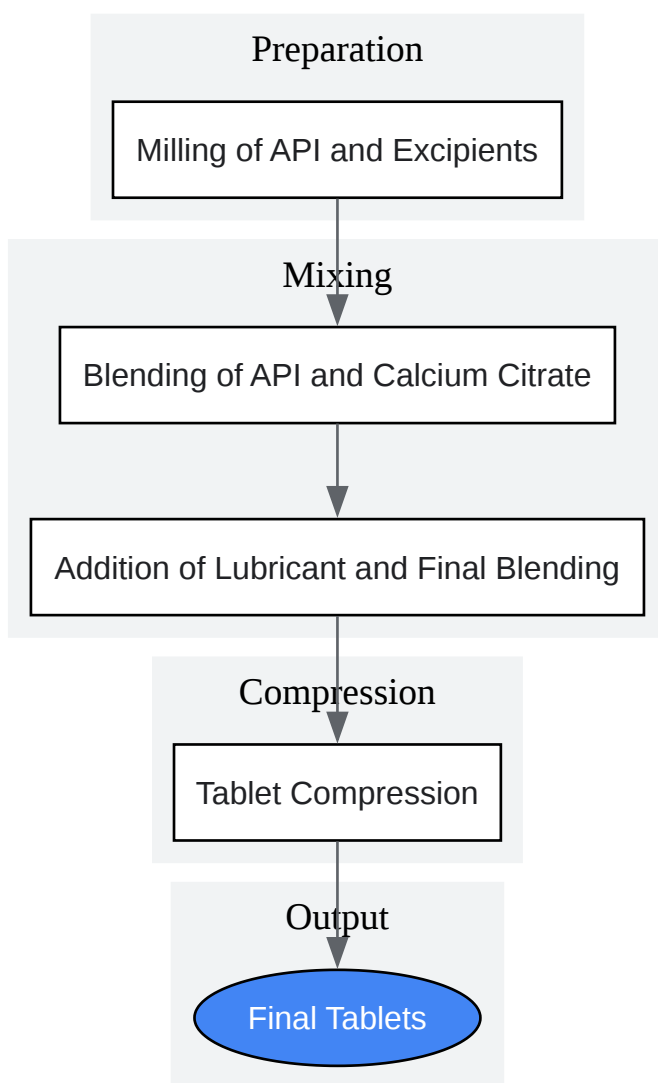 Preparation
Milling of API and Excipients
Mixing
Blending of API and Calcium Citrate
Addition of Lubricant and Final Blending
Compression
Tablet Compression
Output
Final Tablets